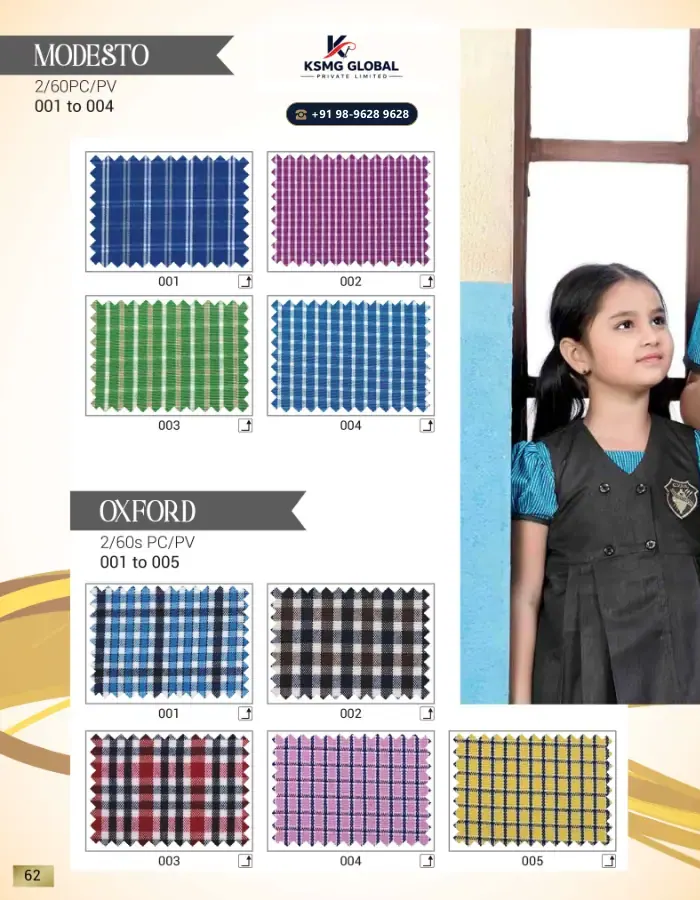 MODESTO
2/60PC/PV
001 to 004
KSMG GLOBAL
PRIVATE LIMITED
+91 98-9628 9628
001
002
003
004
OXFORD
2/60s PC/PV
001 to 005
001
002
003
004
005
62